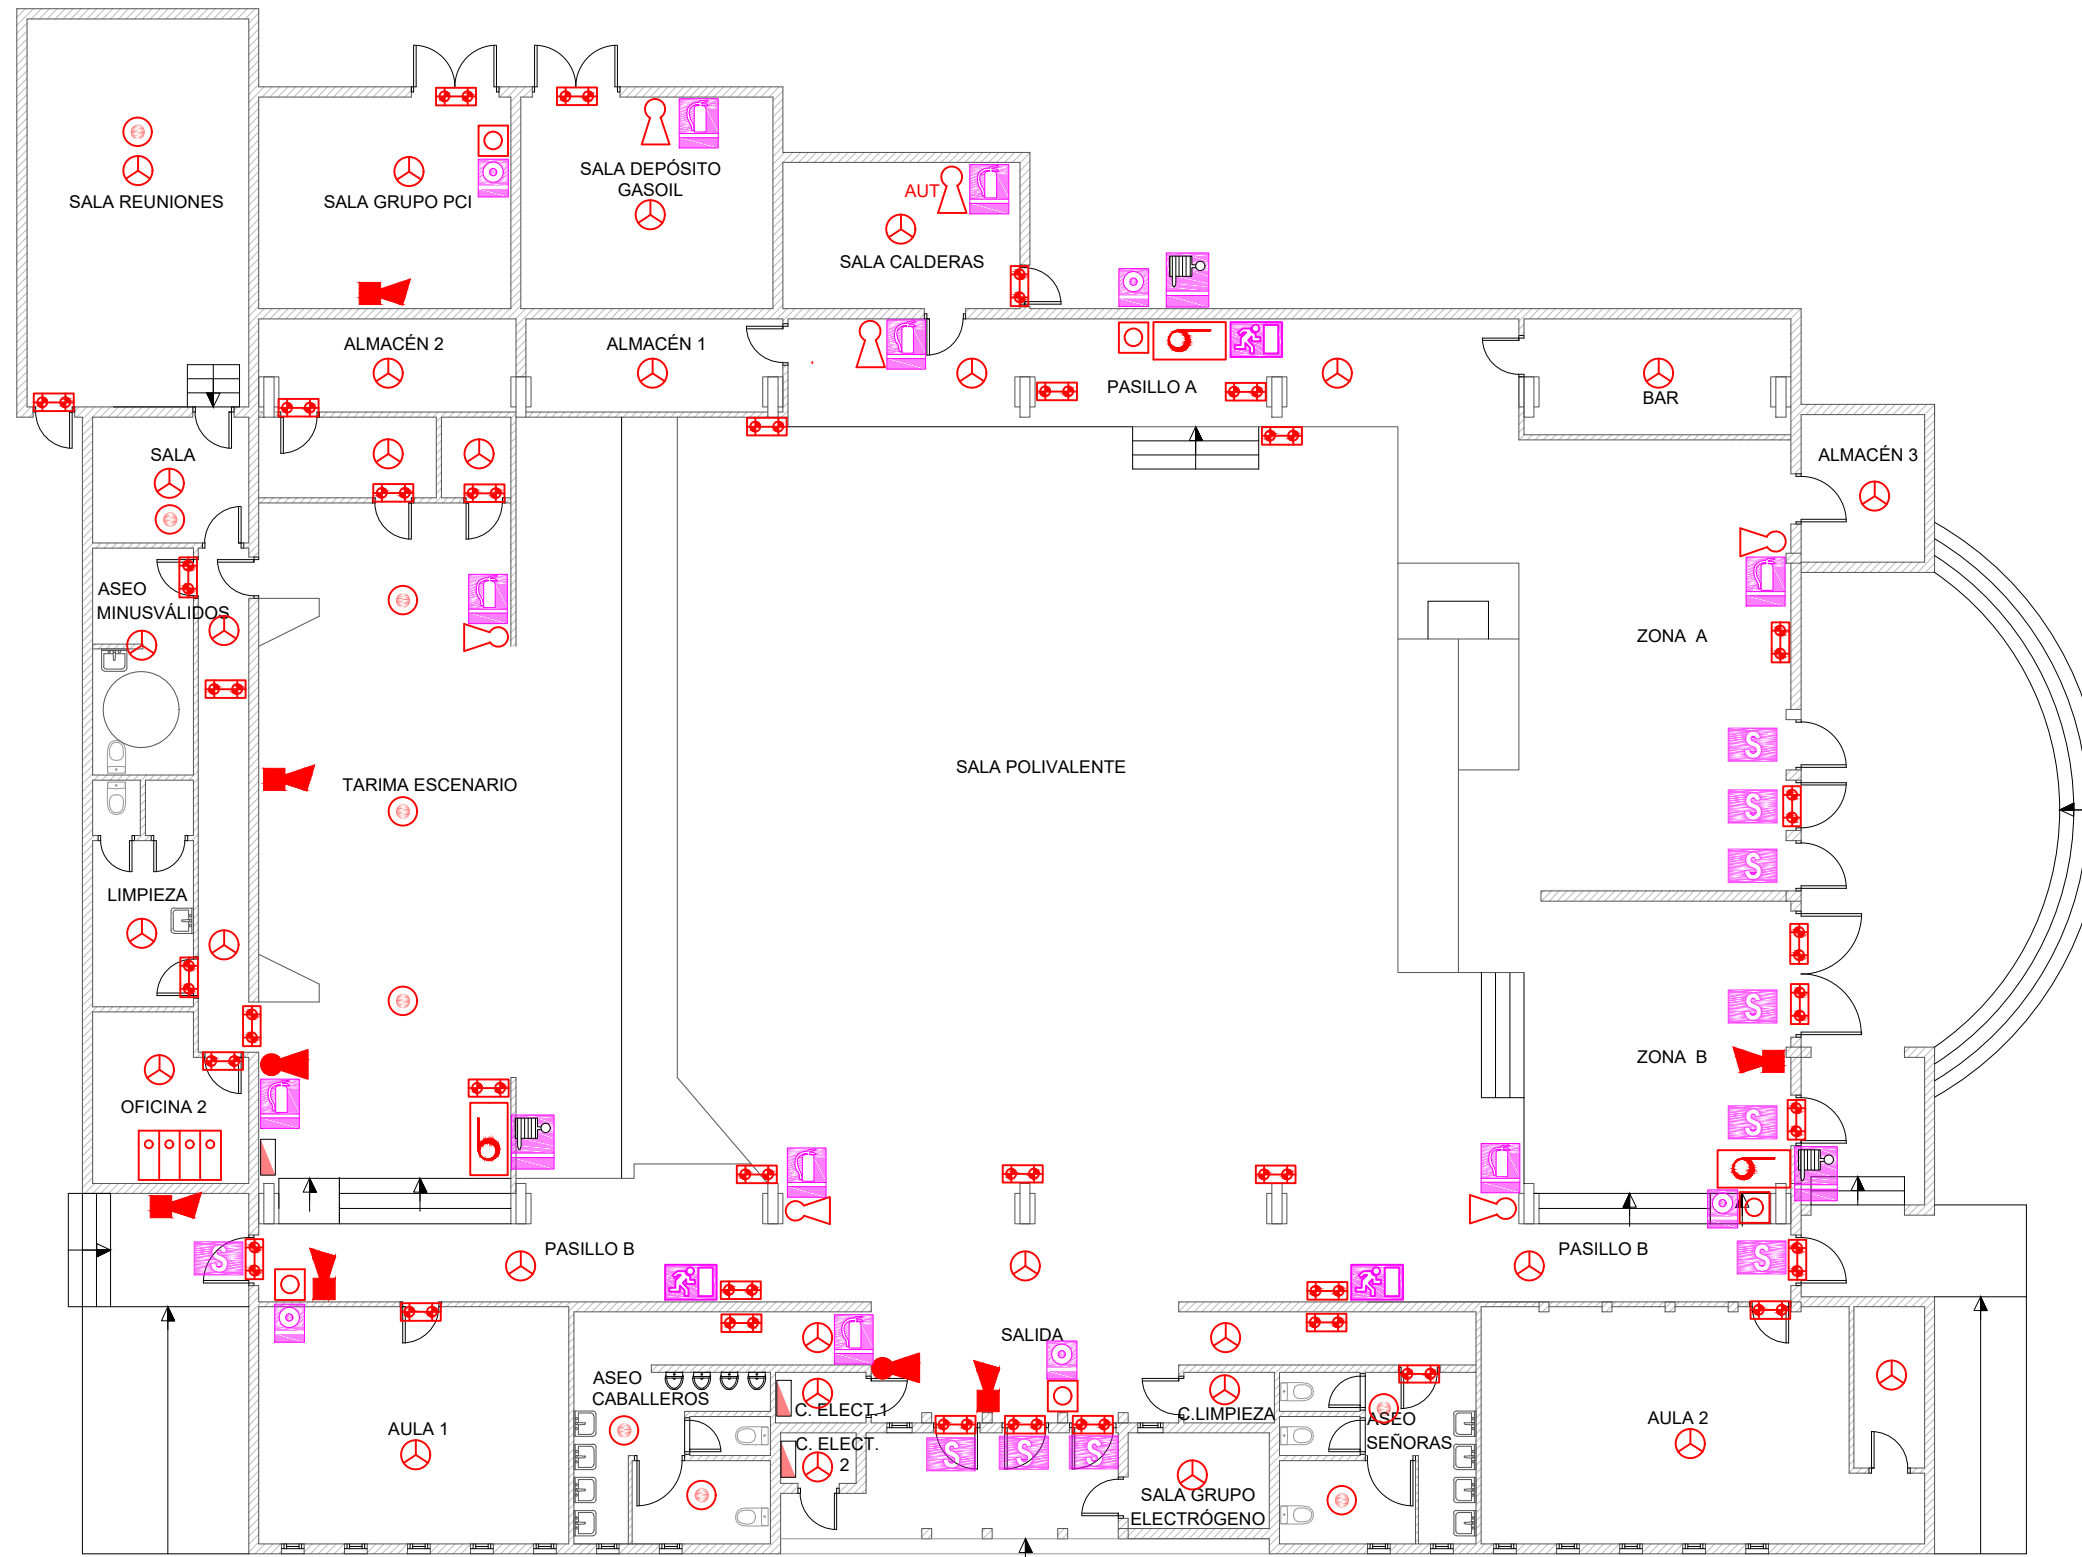 SALA REUNIONES
SALA GRUPO PCI
SALA DEPÓSITO
GASOIL
AUT
SALA CALDERAS
ALMACÉN 2
ALMACÉN 1
PASILLO A
BAR
SALA
ALMACÉN 3
ASEO
MINUSVÁLIDOS
ZONA A
S
TARIMA ESCENARIO
SALA POLIVALENTE
S
S
LIMPIEZA
S
ZONA B
OFICINA 2
S
PASILLO B
PASILLO B
S
S
SALIDA
ASEO
CABALLEROS
C. ELECT.1
C.LIMPIEZA
ASEO
SEÑORAS
AULA 1
AULA 2
C. ELECT.
2
S
S
S
SALA GRUPO
ELECTRÓGENO